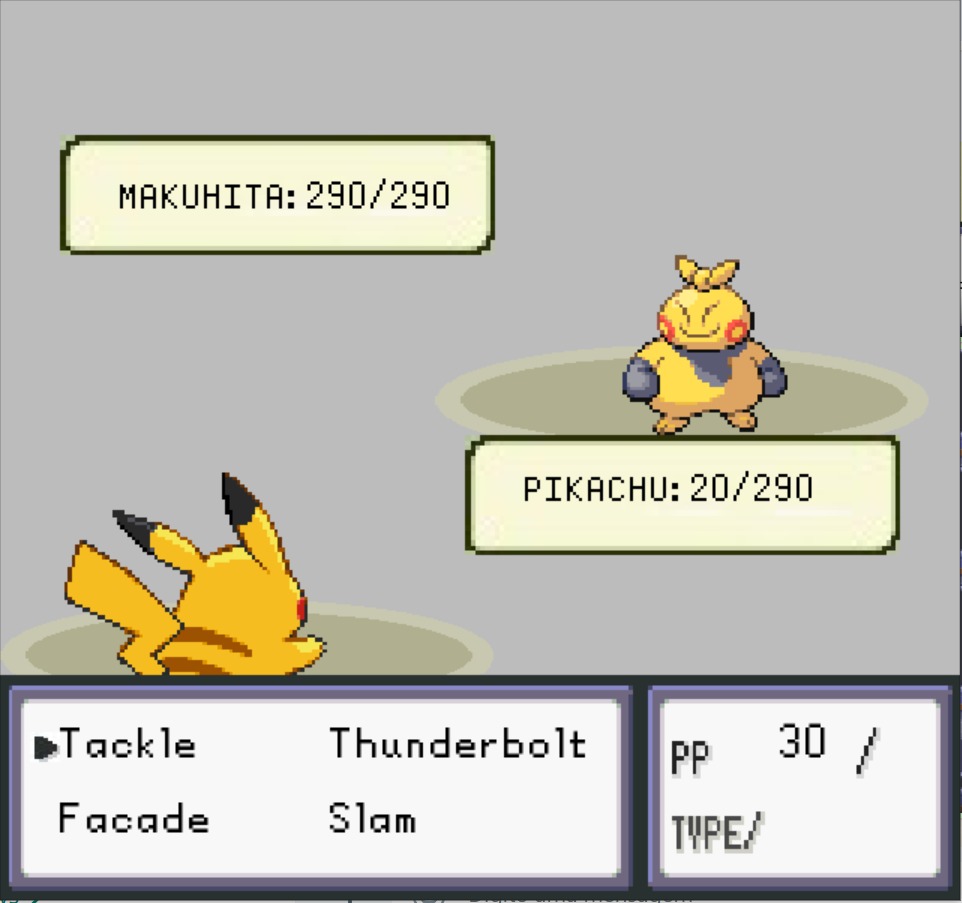 MAKUHITA: 290/290
PIKACHU: 20/290
Tackle Thunderbolt
Facade Slam
PP 30 /
TYPE/